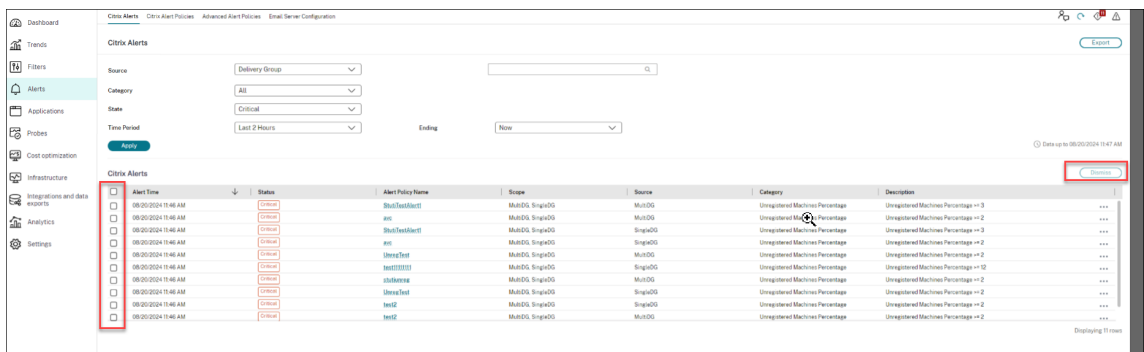 Dashboard
Trends
Filters
Alerts
Applications
Probes
Cost optimization
Infrastructure
Integrations and data
exports
Analytics
Settings
Citrix Alerts Citrix Alert Policies Advanced Alert Policies Email Server Configuration
Citrix Alerts
Export
Source Delivery Group
Category All
State Critical
Time Period Last 2 Hours Ending Now
Apply
Data up to 08/20/2024 11:47 AM
Citrix Alerts
Dismiss
Alert Time Status Alert Policy Name Scope Source Category Description
08/20/2024 11:46 AM Critical StutiTestAlert1 MultiDG, SingleDG MultiDG Unregistered Machines Percentage Unregistered Machines Percentage >= 3
08/20/2024 11:46 AM Critical avc MultiDG, SingleDG MultiDG Unregistered Machines Percentage Unregistered Machines Percentage >= 2
08/20/2024 11:46 AM Critical StutiTestAlert1 MultiDG, SingleDG SingleDG Unregistered Machines Percentage Unregistered Machines Percentage >= 3
08/20/2024 11:46 AM Critical avc MultiDG, SingleDG SingleDG Unregistered Machines Percentage Unregistered Machines Percentage >= 2
08/20/2024 11:46 AM Critical UnregTest MultiDG, SingleDG MultiDG Unregistered Machines Percentage Unregistered Machines Percentage >= 2
08/20/2024 11:46 AM Critical MultiDG, SingleDG SingleDG Unregistered Machines Percentage Unregistered Machines Percentage >= 12
08/20/2024 11:46 AM Critical MultiDG, SingleDG MultiDG Unregistered Machines Percentage Unregistered Machines Percentage >= 2
08/20/2024 11:46 AM Critical UnregTest MultiDG, SingleDG SingleDG Unregistered Machines Percentage Unregistered Machines Percentage >= 2
08/20/2024 11:46 AM Critical test2 MultiDG, SingleDG SingleDG Unregistered Machines Percentage Unregistered Machines Percentage >= 2
08/20/2024 11:46 AM Critical test2 MultiDG, SingleDG MultiDG Unregistered Machines Percentage Unregistered Machines Percentage >= 2
Displaying 11 rows